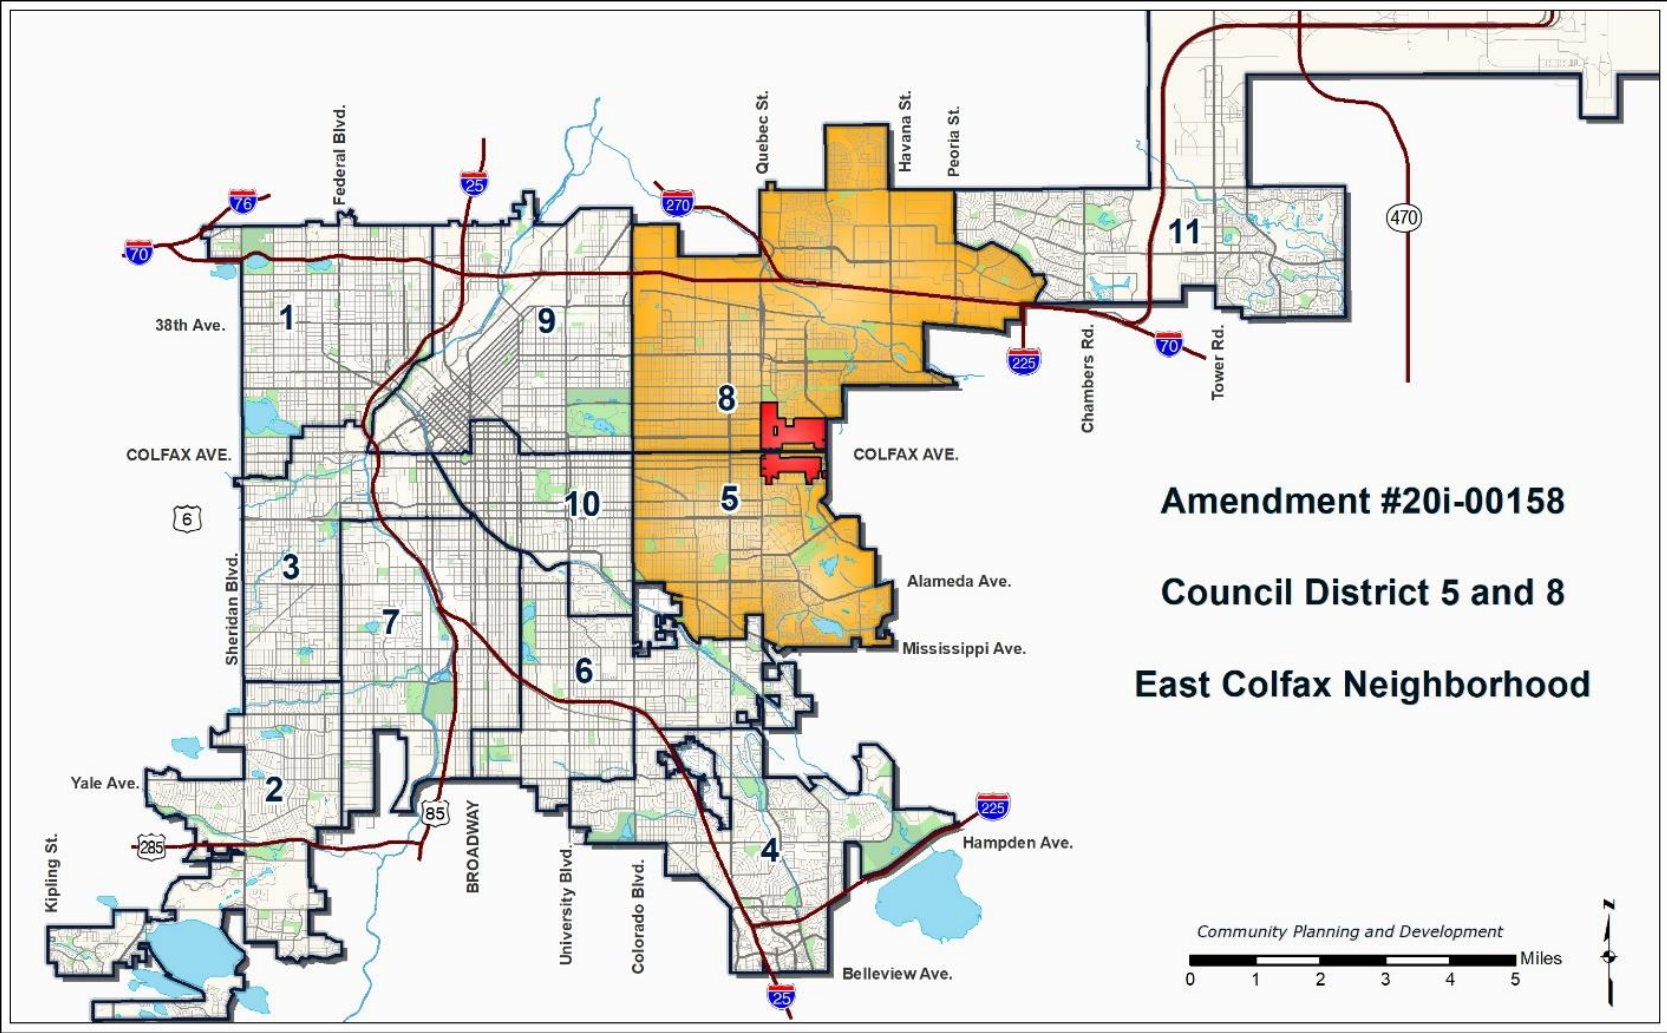 Federal Blvd.
Quebec St.
Havana St.
Peoria St.
76
25
270
70
470
11
1
9
38th Ave.
225
Chambers Rd.
70
Tower Rd.
8
COLFAX AVE.
COLFAX AVE.
6
10
5
Amendment #20i-00158
3
Sheridan Blvd.
Alameda Ave.
Council District 5 and 8
7
Mississippi Ave.
6
East Colfax Neighborhood
Yale Ave.
2
85
BROADWAY
225
Hampden Ave.
285
Kipling St.
University Blvd.
Colorado Blvd.
4
Belleview Ave.
25
Community Planning and Development
Miles
0 1 2 3 4 5
N